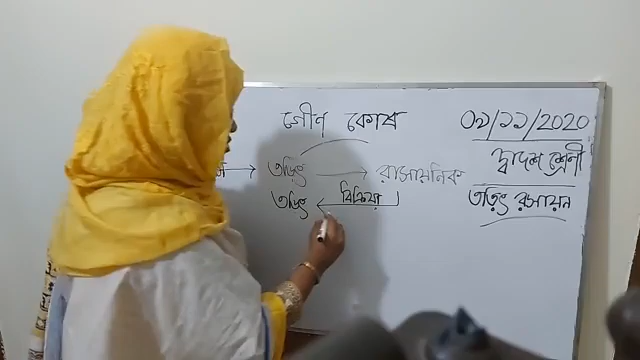 গৌণ কোষ
০৯/১১/2020
দ্বাদশ শ্রেণী
তড়িৎ রসায়ন
→ তড়িৎ → রাসায়নিক
তড়িৎ ← বিক্রিয়া